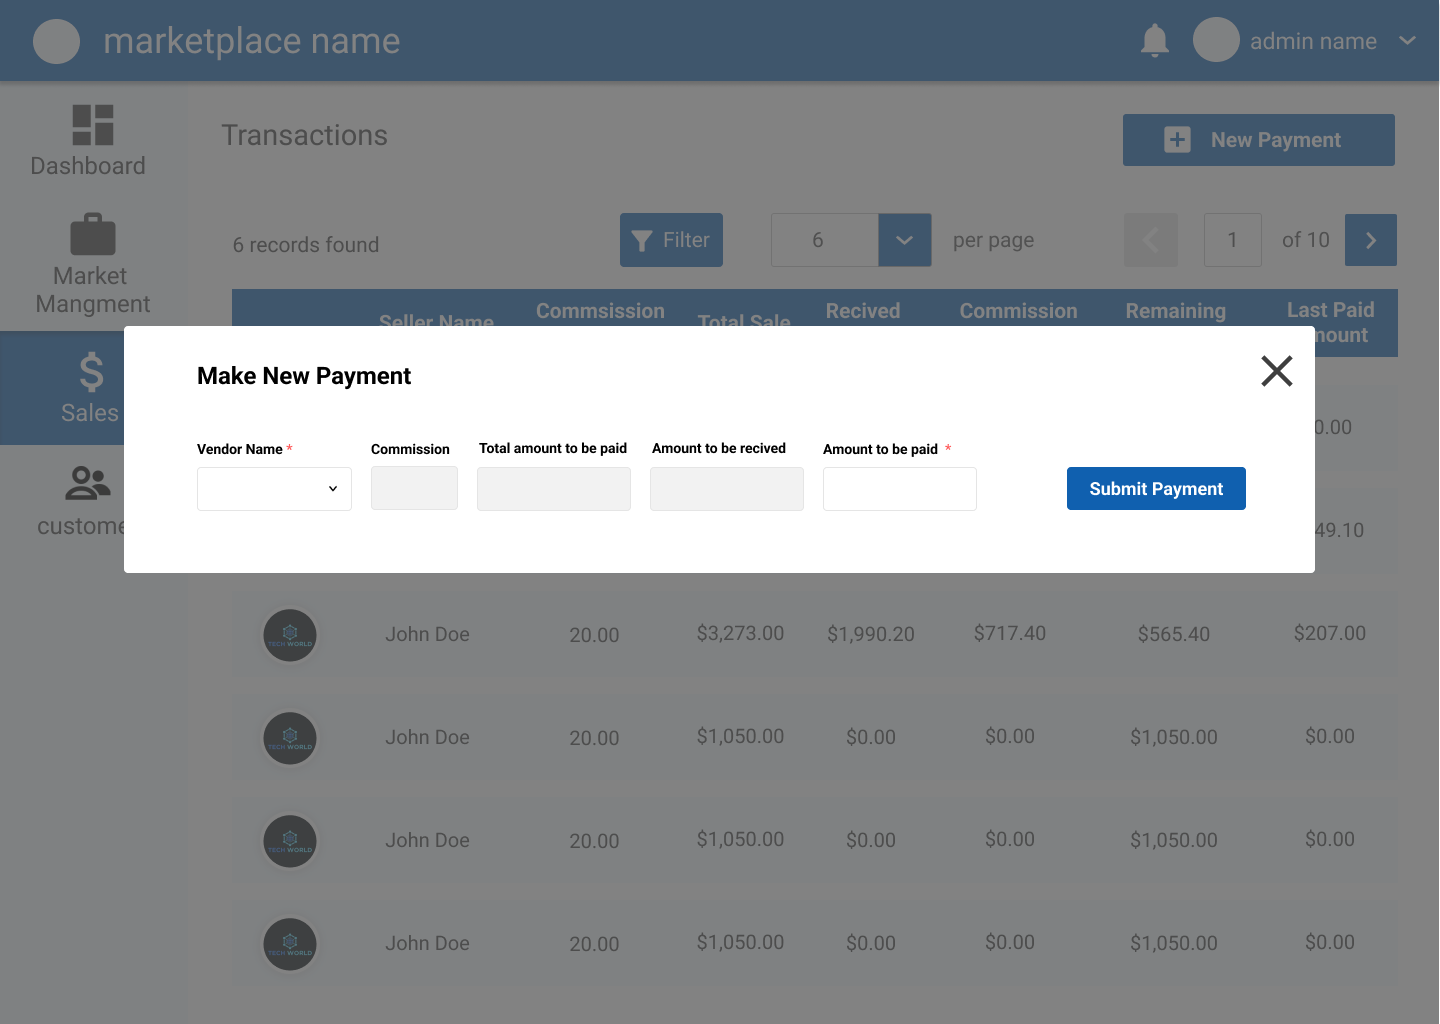 marketplace name
admin name
Dashboard
Market
Mangment
Sales
custome
Transactions
New Payment
6 records found
Filter
6
per page
1
of 10
Seller Name
Commission
Total Sale
Recived
Commission
Remaining
Last Paid
mount
Make New Payment
Vendor Name *
Commission
Total amount to be paid
Amount to be recived
Amount to be paid *
Submit Payment
0.00
49.10
TECH WORLD
John Doe
20.00
$3,273.00
$1,990.20
$717.40
$565.40
$207.00
TECH WORLD
John Doe
20.00
$1,050.00
$0.00
$0.00
$1,050.00
$0.00
TECH WORLD
John Doe
20.00
$1,050.00
$0.00
$0.00
$1,050.00
$0.00
TECH WORLD
John Doe
20.00
$1,050.00
$0.00
$0.00
$1,050.00
$0.00